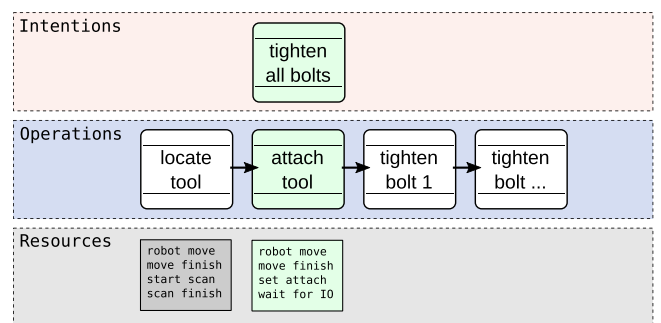 Intentions
tighten
all bolts
Operations
locate
tool
attach
tool
tighten
bolt 1
tighten
bolt ...
Resources
robot move
move finish
start scan
scan finish
robot move
move finish
set attach
wait for IO